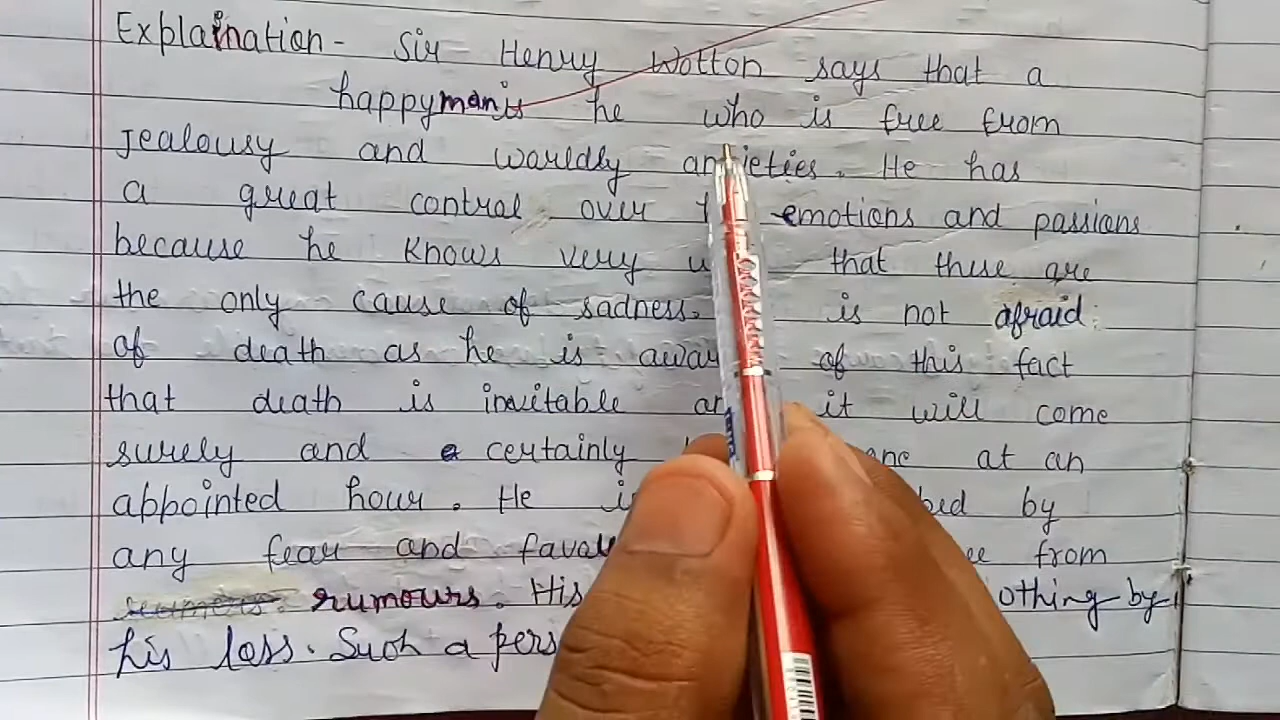 Explaination - Sir Henry Wotton says that a
happy man is he who is free from
Jealousy and worldly anxieties. He has
a great control over emotions and passions
because he knows very that these are
the only cause of sadness. is not afraid
of death as he is of this fact
that death is invitable it will come
surely and certainly at an
appointed hour. He by
any fear and from
rumours. His by
his loss. Such a